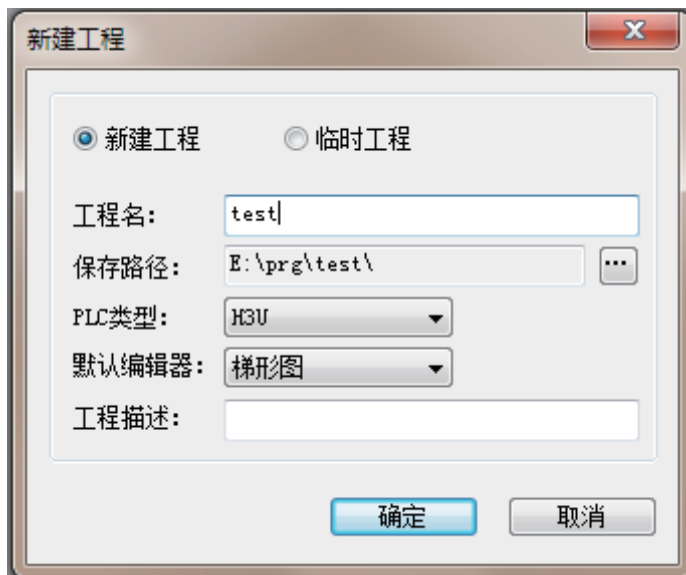 新建工程
新建工程 临时工程
工程名： test
保存路径： E:\prg\test\ ...
PLC类型： H3U
默认编辑器： 梯形图
工程描述：
确定 取消